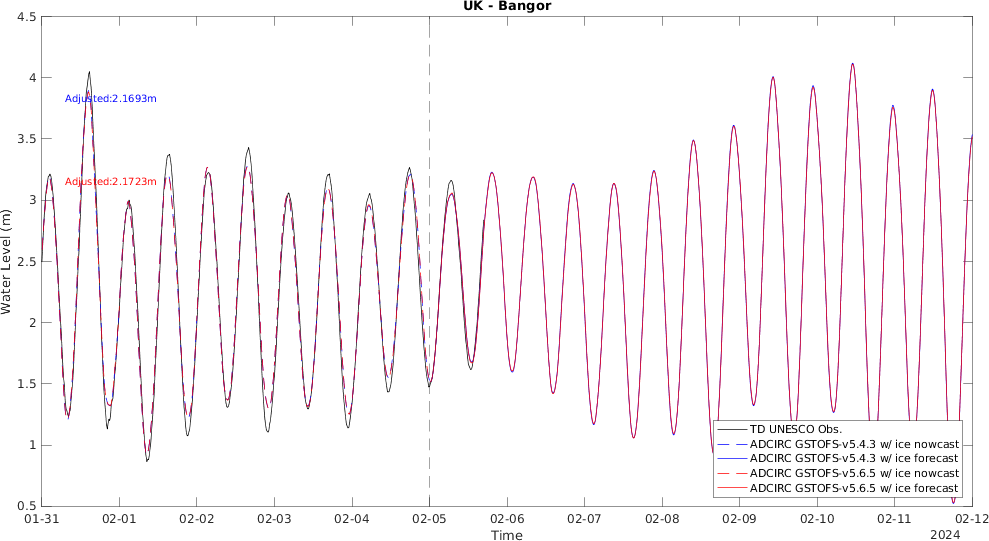 UK - Bangor
4.5
4
3.5
3
2.5
2
1.5
1
0.5
Water Level (m)
Adjusted:2.1693m
Adjusted:2.1723m
TD UNESCO Obs.
ADCIRC GSTOFS-v5.4.3 w/ ice nowcast
ADCIRC GSTOFS-v5.4.3 w/ ice forecast
ADCIRC GSTOFS-v5.6.5 w/ ice nowcast
ADCIRC GSTOFS-v5.6.5 w/ ice forecast
01-31 02-01 02-02 02-03 02-04 02-05 02-06 02-07 02-08 02-09 02-10 02-11 02-12
Time
2024